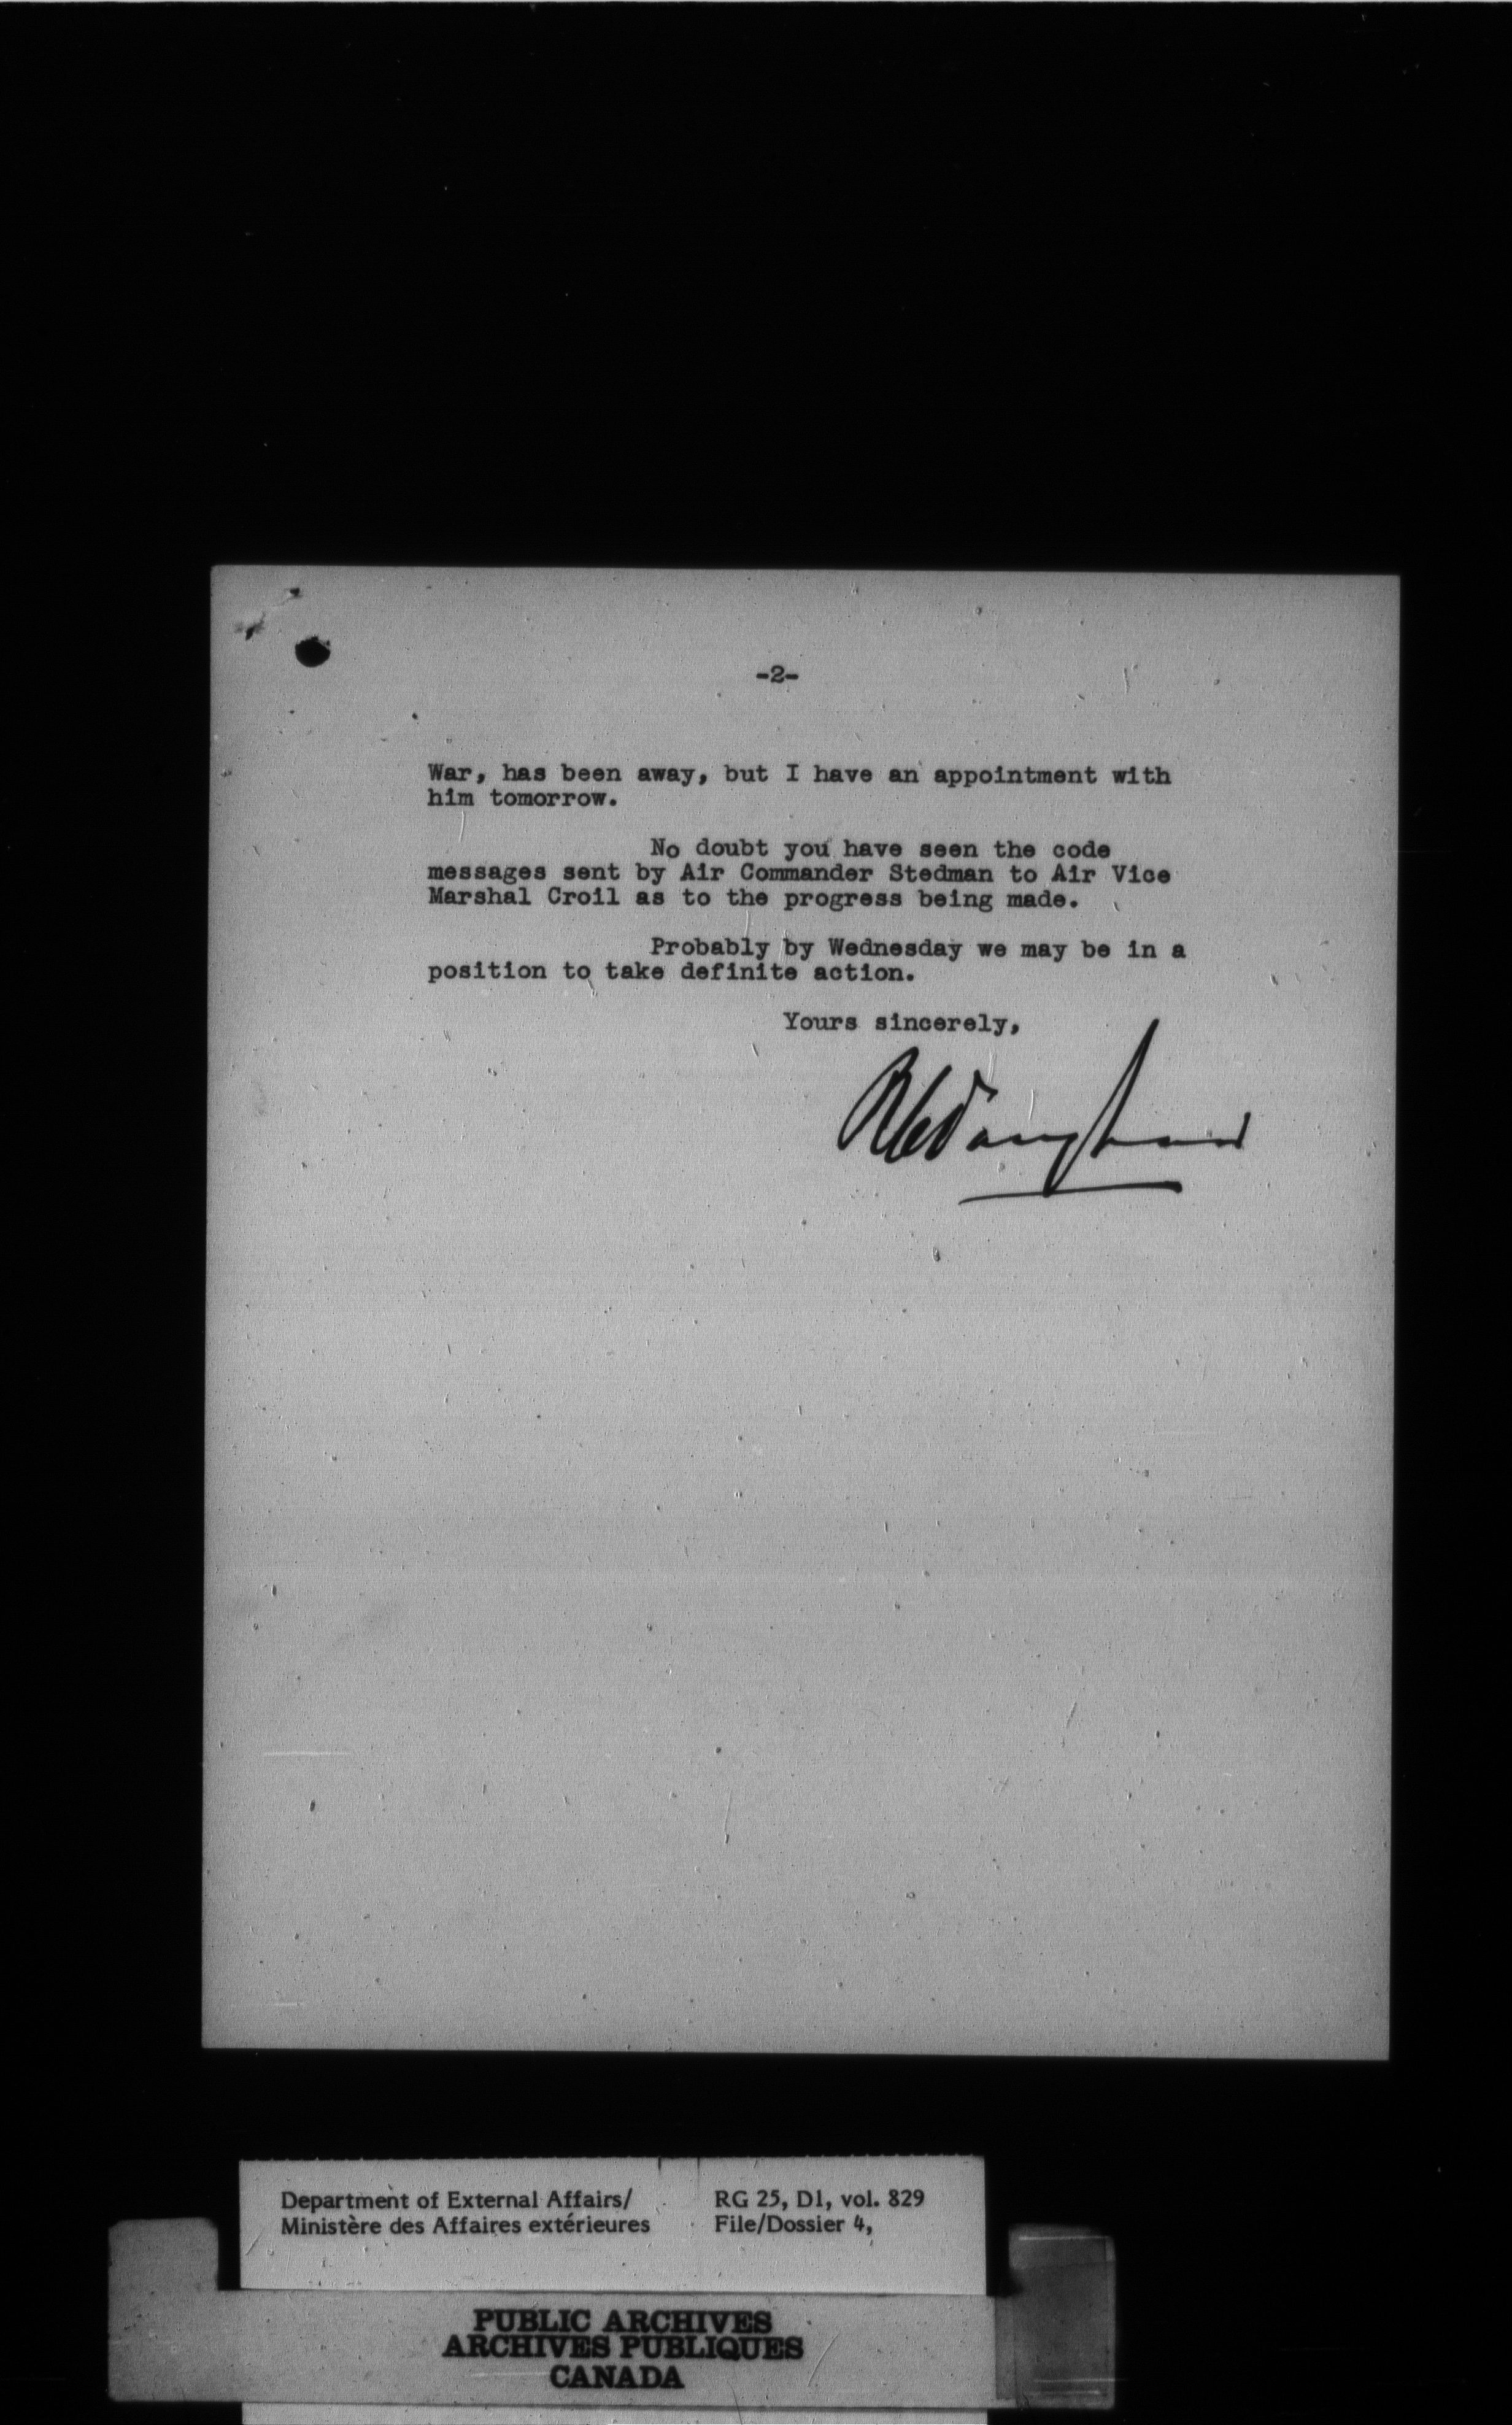 -2-
War, has been away, but I have an appointment with
him tomorrow.
No doubt you have seen the code
messages sent by Air Commander Stedman to Air Vice
Marshal Croil as to the progress being made.
Probably by Wednesday we may be in a
position to take definite action.
Yours sincerely,
Department of External Affairs/ RG 25, D1, vol. 829
Ministère des Affaires extérieures File/Dossier 4,
PUBLIC ARCHIVES
ARCHIVES PUBLIQUES
CANADA